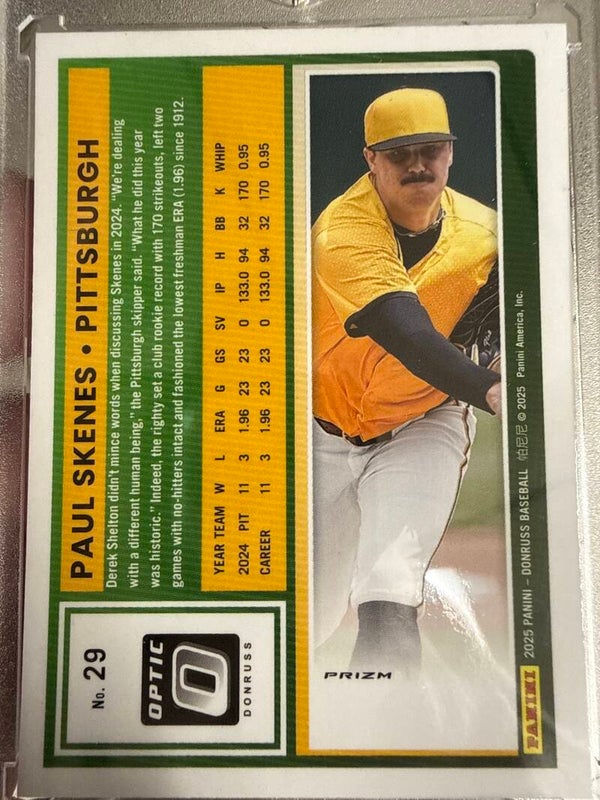 No. 29
OPTIC
DONRUSS
PAUL SKENES • PITTSBURGH
Derek Shelton didn't mince words when discussing Skenes in 2024. "We're dealing
with a different human being," the Pittsburgh skipper said. "What he did this year
was historic." Indeed, the righty set a club rookie record with 170 strikeouts, left two
games with no-hitters intact and fashioned the lowest freshman ERA (1.96) since 1912.
YEAR TEAM W L ERA G GS SV IP H BB K WHIP
2024 PIT 11 3 1.96 23 23 0 133.0 94 32 170 0.95
CAREER 11 3 1.96 23 23 0 133.0 94 32 170 0.95
PRIZM
PANINI
2025 PANINI – DONRUSS BASEBALL 帕尼尼 © 2025 Panini America, Inc.